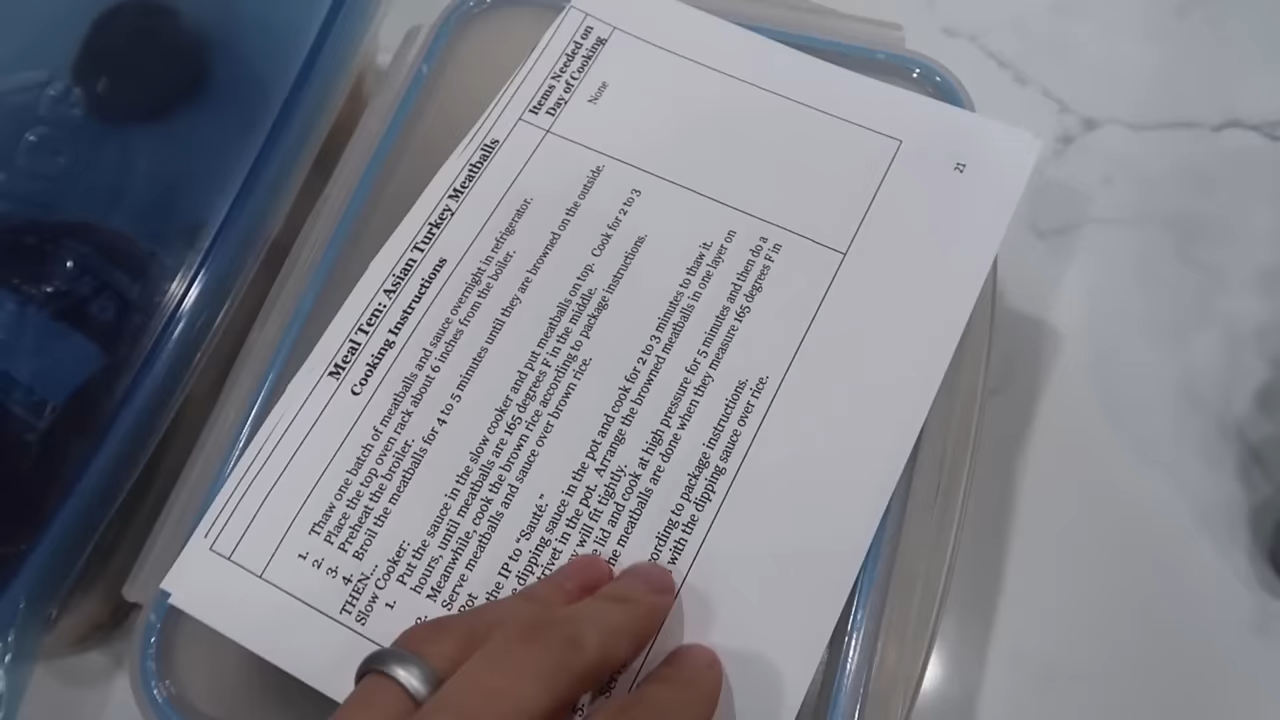 Meal Ten: Asian Turkey Meatballs
Cooking Instructions
Items Needed on
Day of Cooking
None
1. Thaw one batch of meatballs and sauce overnight in refrigerator.
2. Place the top oven rack about 6 inches from the boiler.
3. Preheat the broiler.
4. Broil the meatballs for 4 to 5 minutes until they are browned on the outside.
THEN...
Slow Cooker:
1. Put the sauce in the slow cooker and put meatballs on top. Cook for 2 to 3
hours, until meatballs are 165 degrees F in the middle.
2. Meanwhile, cook the brown rice according to package instructions.
Serve meatballs and sauce over brown rice.
Pot
the IP to "Sauté."
dipping sauce in the pot and cook for 2 to 3 minutes to thaw it.
trivet in the pot. Arrange the browned meatballs in one layer on
will fit tightly.
lid and cook at high pressure for 5 minutes and then do a
meatballs are done when they measure 165 degrees F in
to package instructions.
5. with the dipping sauce over rice.
21